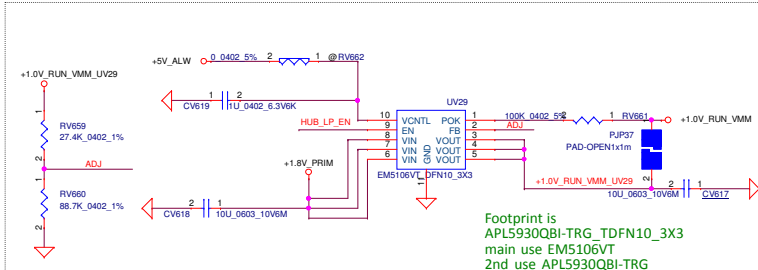 +5V_ALW
0_0402_5%
2
1
@RV662
+1.0V_RUN_VMM_UV29
1
2
CV619
1U_0402_6.3V6K
UV29
1
RV659
27.4K_0402_1%
2
ADJ
1
RV660
88.7K_0402_1%
2
HUB_LP_EN
10
9
8
7
6
VCNTL
EN
VIN
VIN
VIN
GND
POK
FB
VOUT
VOUT
VOUT
1
2
3
4
5
11
EM5106VT_DFN10_3X3
100K_0402_5%
2
1
RV661
ADJ
+1.0V_RUN_VMM
PJP37
PAD-OPEN1x1m
1
2
+1.8V_PRIM
2
1
CV618
10U_0603_10V6M
+1.0V_RUN_VMM_UV29
10U_0603_10V6M
2
1
CV617
Footprint is
APL5930QBI-TRG_TDFN10_3X3
main use EM5106VT
2nd use APL5930QBI-TRG